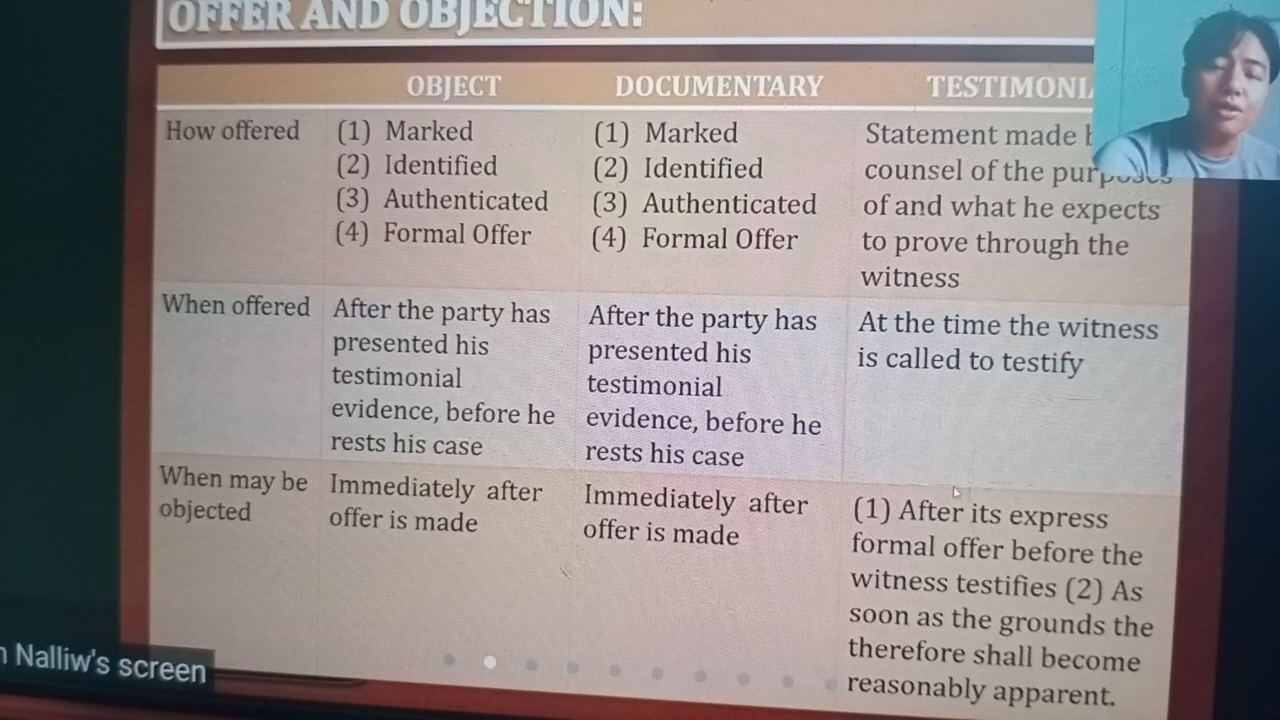 OFFER AND OBJECTION:
OBJECT DOCUMENTARY
How offered
(1) Marked
(2) Identified
(3) Authenticated
(4) Formal Offer
(1) Marked
(2) Identified
(3) Authenticated
(4) Formal Offer
Statement made
counsel of the purposes
of and what he expects
to prove through the
witness
When offered
After the party has
presented his
testimonial
evidence, before he
rests his case
After the party has
presented his
testimonial
evidence, before he
rests his case
At the time the witness
is called to testify
When may be
objected
Immediately after
offer is made
Immediately after
offer is made
(1) After its express
formal offer before the
witness testifies (2) As
soon as the grounds the
therefore shall become
reasonably apparent.
Nalliw's screen